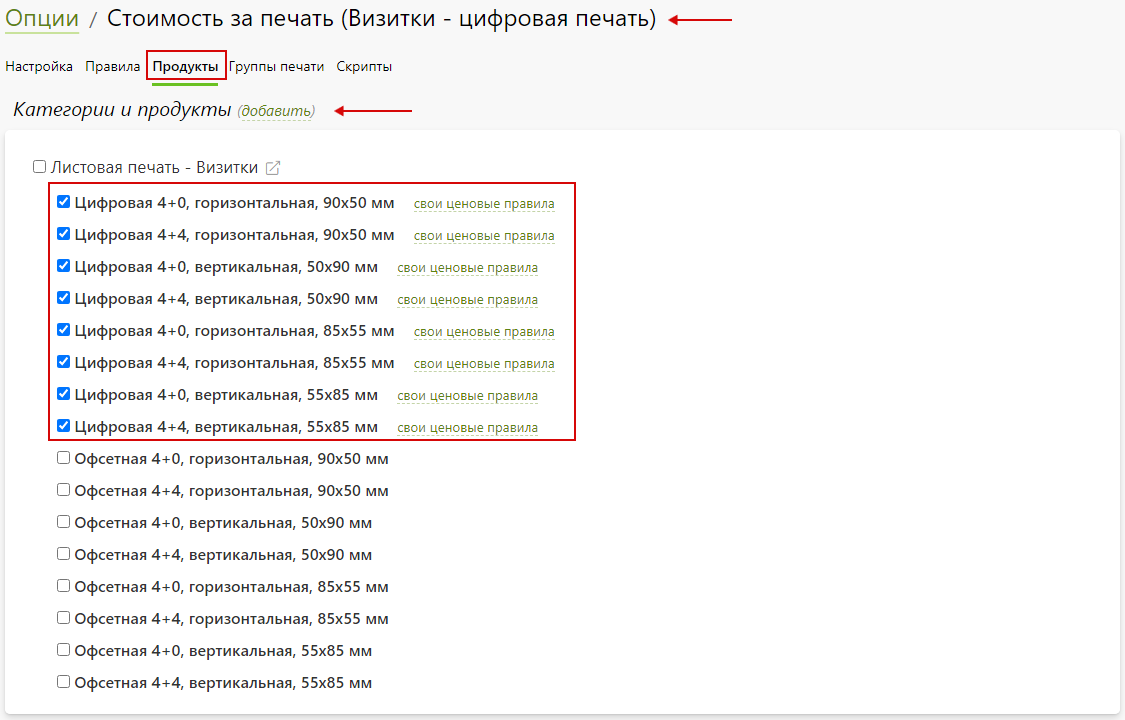 Опции / Стоимость за печать (Визитки - цифровая печать)
Настройка Правила Продукты Группы печати Скрипты
Категории и продукты (добавить)
Листовая печать - Визитки
Цифровая 4+0, горизонтальная, 90x50 мм свои ценовые правила
Цифровая 4+4, горизонтальная, 90x50 мм свои ценовые правила
Цифровая 4+0, вертикальная, 50x90 мм свои ценовые правила
Цифровая 4+4, вертикальная, 50x90 мм свои ценовые правила
Цифровая 4+0, горизонтальная, 85x55 мм свои ценовые правила
Цифровая 4+4, горизонтальная, 85x55 мм свои ценовые правила
Цифровая 4+0, вертикальная, 55x85 мм свои ценовые правила
Цифровая 4+4, вертикальная, 55x85 мм свои ценовые правила
Офсетная 4+0, горизонтальная, 90x50 мм
Офсетная 4+4, горизонтальная, 90x50 мм
Офсетная 4+0, вертикальная, 50x90 мм
Офсетная 4+4, вертикальная, 50x90 мм
Офсетная 4+0, горизонтальная, 85x55 мм
Офсетная 4+4, горизонтальная, 85x55 мм
Офсетная 4+0, вертикальная, 55x85 мм
Офсетная 4+4, вертикальная, 55x85 мм